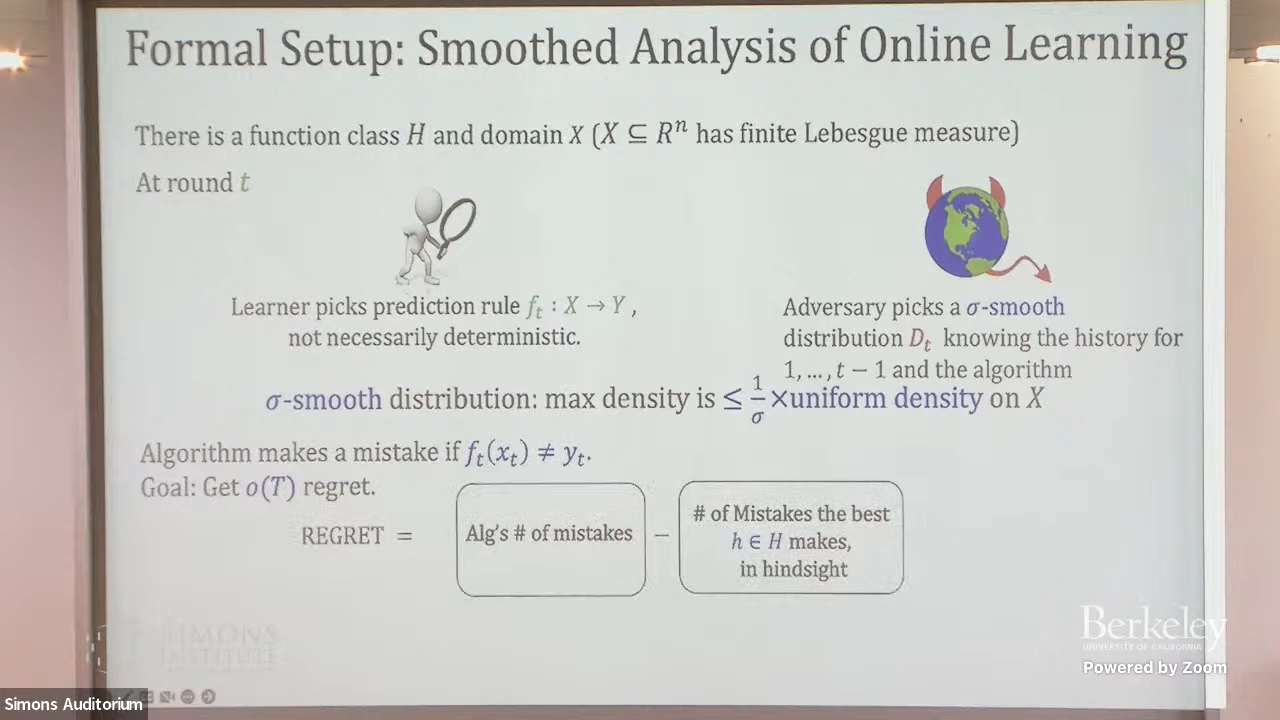 Formal Setup: Smoothed Analysis of Online Learning
There is a function class H and domain X (X ⊆ Rⁿ has finite Lebesgue measure)
At round t
Learner picks prediction rule fₜ : X → Y ,
not necessarily deterministic.
Adversary picks a σ-smooth
distribution Dₜ knowing the history for
1, ..., t − 1 and the algorithm
σ-smooth distribution: max density is ≤ 1/σ ×uniform density on X
Algorithm makes a mistake if fₜ(xₜ) ≠ yₜ.
Goal: Get o(T) regret.
REGRET = Alg's # of mistakes −
# of Mistakes the best
h ∈ H makes,
in hindsight
SIMONS
INSTITUTE
Berkeley
UNIVERSITY OF CALIFORNIA
Powered by Zoom
Simons Auditorium